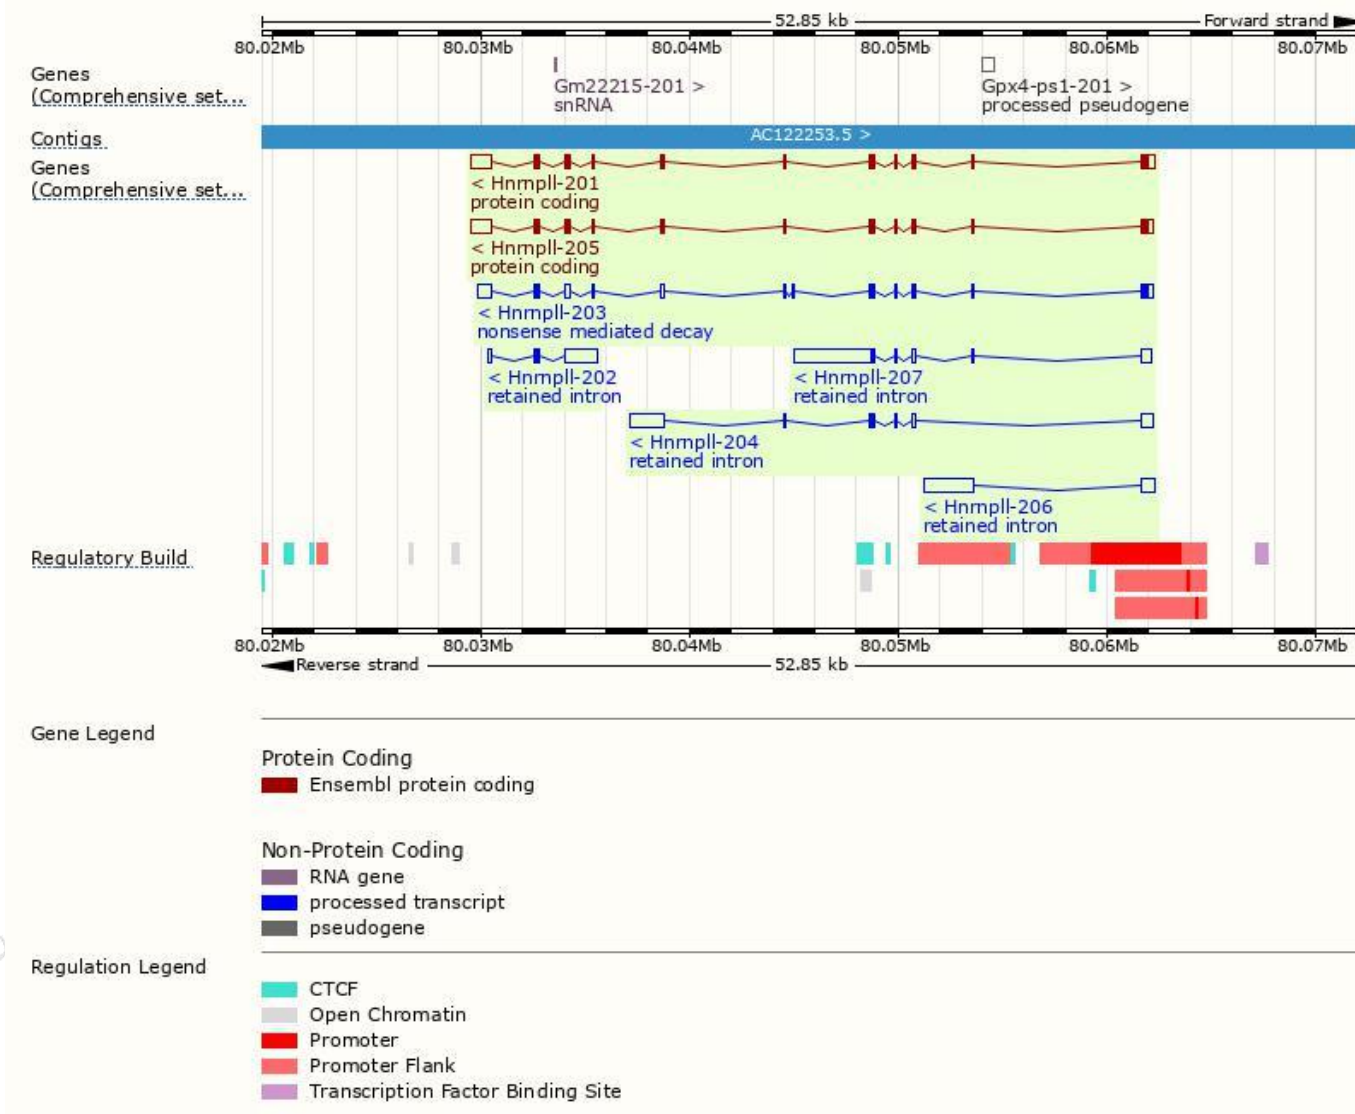 52.85 kb Forward strand
80.02Mb 80.03Mb 80.04Mb 80.05Mb 80.06Mb 80.07Mb
Genes
(Comprehensive set...
Gm22215-201 >
snRNA
Gpx4-ps1-201 >
processed pseudogene
Contigs
AC122253.5 >
Genes
(Comprehensive set...
< Hnrnpll-201
protein coding
< Hnrnpll-205
protein coding
< Hnrnpll-203
nonsense mediated decay
< Hnrnpll-202
retained intron
< Hnrnpll-207
retained intron
< Hnrnpll-204
retained intron
< Hnrnpll-206
retained intron
Regulatory Build
80.02Mb 80.03Mb 80.04Mb 80.05Mb 80.06Mb 80.07Mb
Reverse strand 52.85 kb
Gene Legend
Protein Coding
Ensembl protein coding
Non-Protein Coding
RNA gene
processed transcript
pseudogene
Regulation Legend
CTCF
Open Chromatin
Promoter
Promoter Flank
Transcription Factor Binding Site